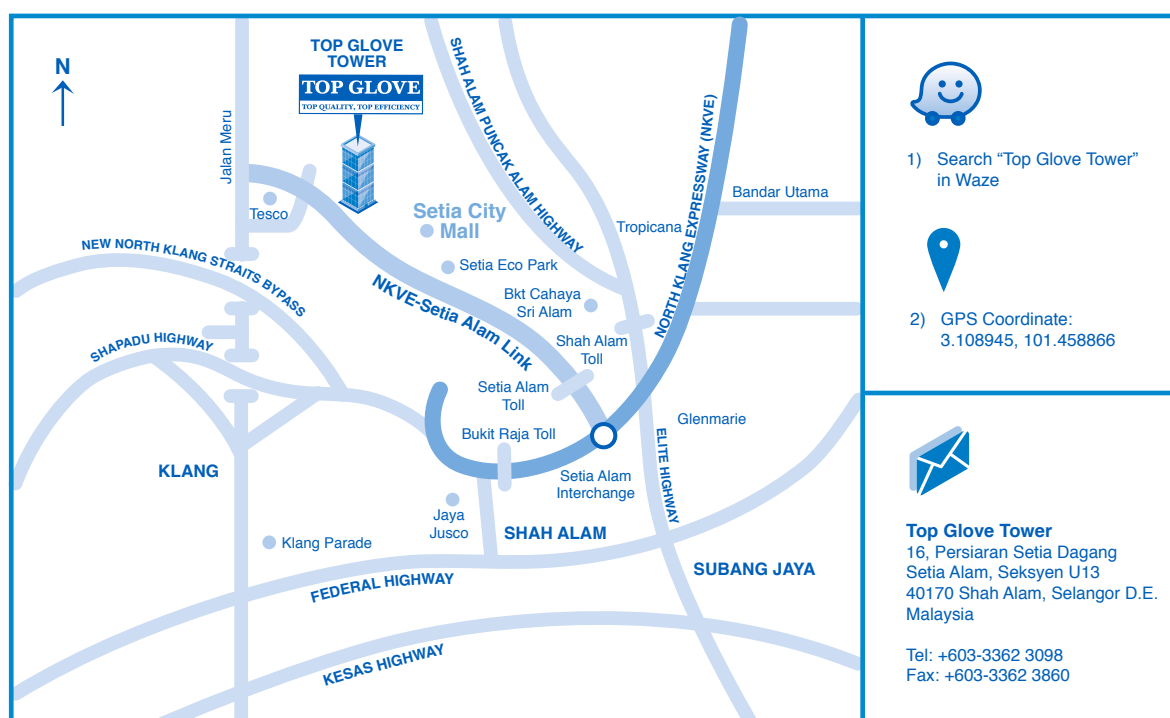 N
TOP GLOVE
TOWER
TOP GLOVE
TOP QUALITY, TOP EFFICIENCY
Jalan Meru
SHAH ALAM PUNCAK ALAM HIGHWAY
NORTH KLANG EXPRESSWAY (NKVE)
Bandar Utama
Tesco
Setia City
Mall
Tropicana
NEW NORTH KLANG STRAITS BYPASS
Setia Eco Park
NKVE-Setia Alam Link
Bkt Cahaya
Sri Alam
SHAPADU HIGHWAY
Shah Alam
Toll
Setia Alam
Toll
Glenmarie
Bukit Raja Toll
ELITE HIGHWAY
KLANG
Setia Alam
Interchange
Jaya
Jusco
SHAH ALAM
Klang Parade
SUBANG JAYA
FEDERAL HIGHWAY
KESAS HIGHWAY
1) Search “Top Glove Tower”
in Waze
2) GPS Coordinate:
3.108945, 101.458866
Top Glove Tower
16, Persiaran Setia Dagang
Setia Alam, Seksyen U13
40170 Shah Alam, Selangor D.E.
Malaysia
Tel: +603-3362 3098
Fax: +603-3362 3860